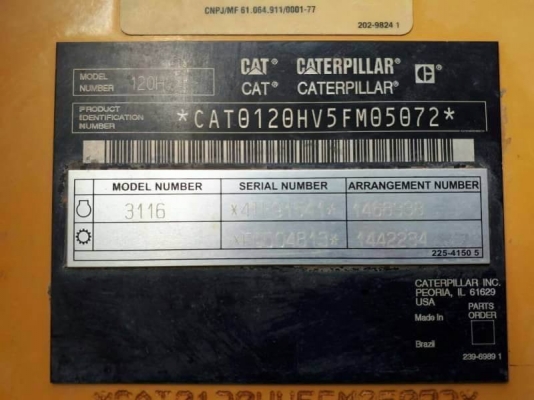 CNPJ/MF 61.064.911/0001-77
202-9824 1
MODEL NUMBER 120H
CAT CATERPILLAR C
CAT CATERPILLAR
PRODUCT IDENTIFICATION NUMBER
*CAT0120HV5FM05072*
MODEL NUMBER SERIAL NUMBER ARRANGEMENT NUMBER
3116
1442284
225-4150 5
CATERPILLAR INC.
PEORIA, IL 61629
USA
Made In
PARTS ORDER
Brazil
239-6989 1